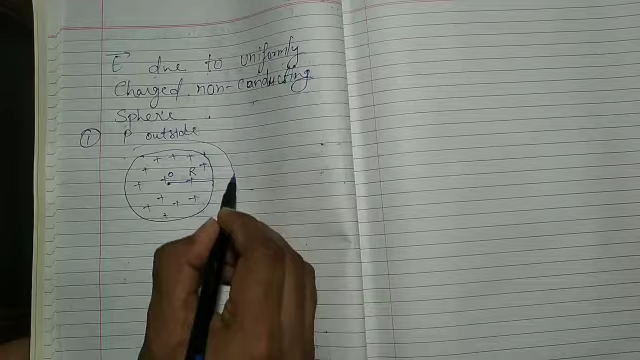 E due to uniformly
Charged non-conducting
Sphere.
① P outside
O R